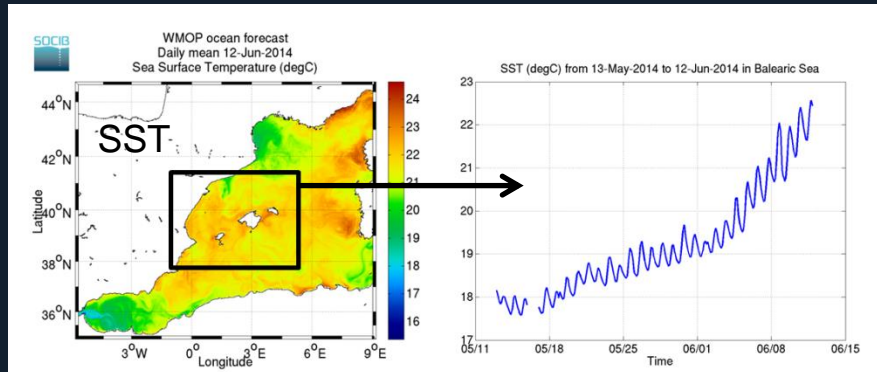 SOCIB
WMOP ocean forecast
Daily mean 12-Jun-2014
Sea Surface Temperature (degC)
SST
44°N
42°N
40°N
38°N
36°N
Latitude
3°W
0°
3°E
6°E
9°E
Longitude
24
23
22
21
20
19
18
17
16
SST (degC) from 13-May-2014 to 12-Jun-2014 in Balearic Sea
23
22
21
20
19
18
17
05/11
05/18
05/25
06/01
06/08
06/15
Time